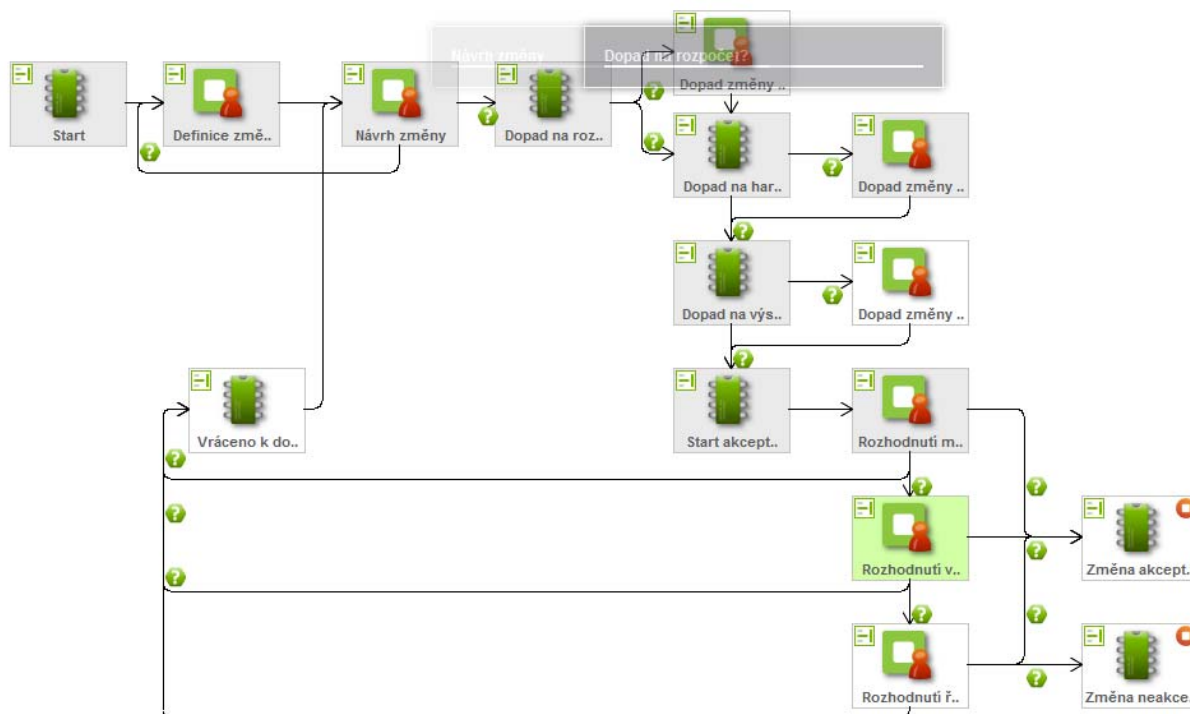 Návrh změny
Dopad na rozpočet?
Dopad změny ..
Start
Definice změ..
Návrh změny
Dopad na roz..
Dopad na har..
Dopad změny ..
Dopad na výs..
Dopad změny ..
Vráceno k do..
Start akcept..
Rozhodnutí m..
Rozhodnutí v..
Změna akcept.
Rozhodnutí ř..
Změna neakce.